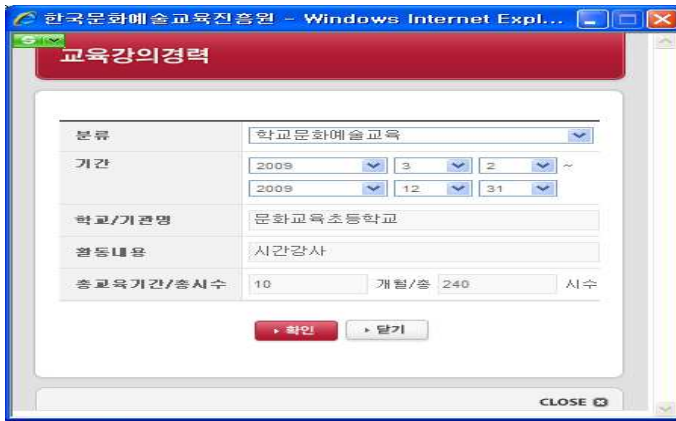 한국문화예술교육진흥원 - Windows Internet Expl...
교육강의경력
분류 학교문화예술교육
기간 2009 3 2 ~
2009 12 31
학교/기관명 문화교육초등학교
활동내용 시간강사
총교육기간/총시수 10 개월/총 240 시수
확인 닫기
CLOSE